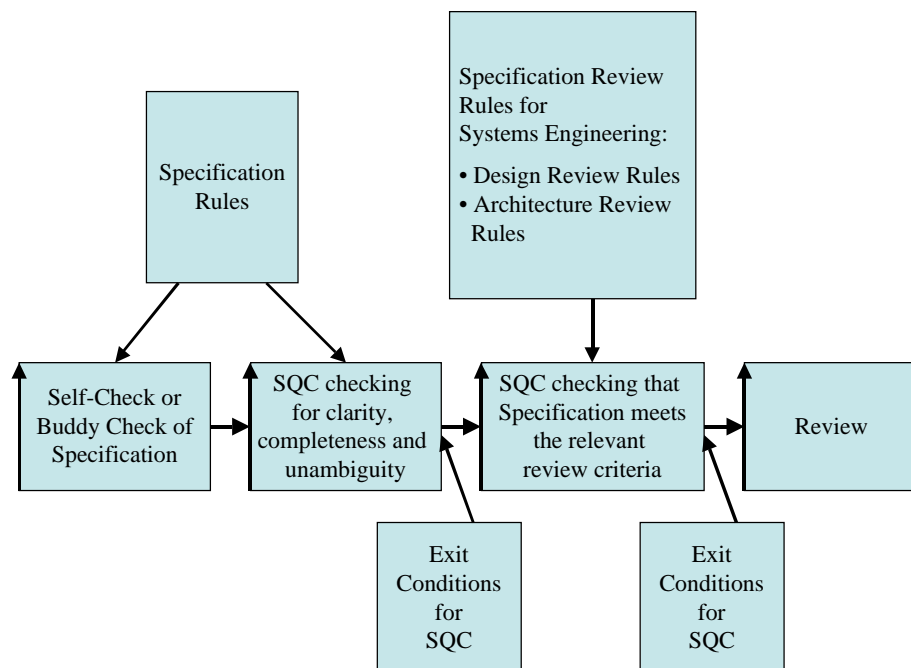 Specification
Rules
Specification Review
Rules for
Systems Engineering:
• Design Review Rules
• Architecture Review
Rules
Self-Check or
Buddy Check of
Specification
SQC checking
for clarity,
completeness and
unambiguity
SQC checking that
Specification meets
the relevant
review criteria
Review
Exit
Conditions
for
SQC
Exit
Conditions
for
SQC